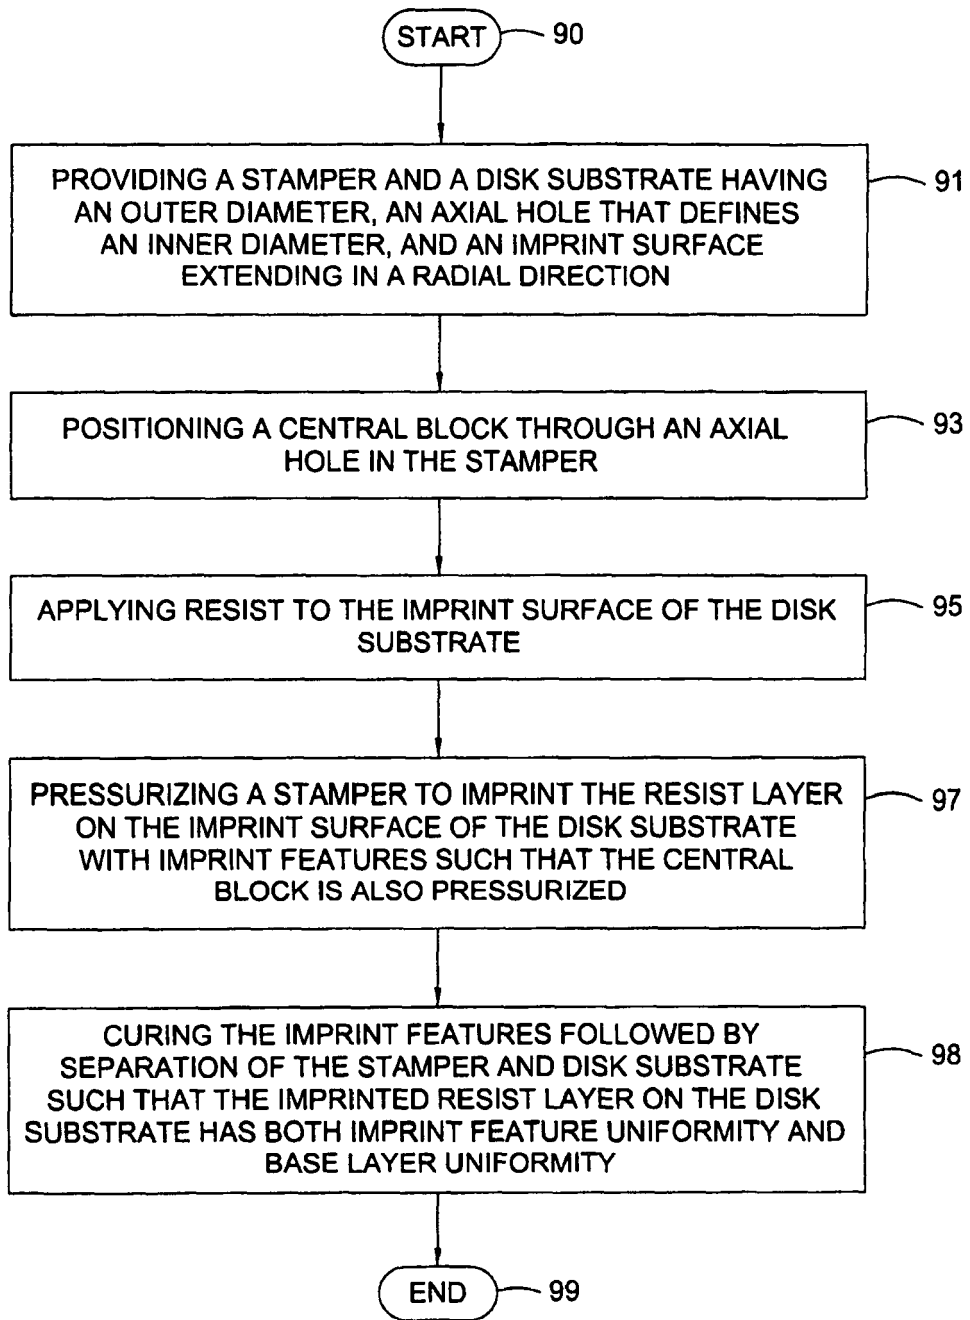 START
90
PROVIDING A STAMPER AND A DISK SUBSTRATE HAVING
AN OUTER DIAMETER, AN AXIAL HOLE THAT DEFINES
AN INNER DIAMETER, AND AN IMPRINT SURFACE
EXTENDING IN A RADIAL DIRECTION
91
POSITIONING A CENTRAL BLOCK THROUGH AN AXIAL
HOLE IN THE STAMPER
93
APPLYING RESIST TO THE IMPRINT SURFACE OF THE DISK
SUBSTRATE
95
PRESSURIZING A STAMPER TO IMPRINT THE RESIST LAYER
ON THE IMPRINT SURFACE OF THE DISK SUBSTRATE
WITH IMPRINT FEATURES SUCH THAT THE CENTRAL
BLOCK IS ALSO PRESSURIZED
97
CURING THE IMPRINT FEATURES FOLLOWED BY
SEPARATION OF THE STAMPER AND DISK SUBSTRATE
SUCH THAT THE IMPRINTED RESIST LAYER ON THE DISK
SUBSTRATE HAS BOTH IMPRINT FEATURE UNIFORMITY AND
BASE LAYER UNIFORMITY
98
END
99